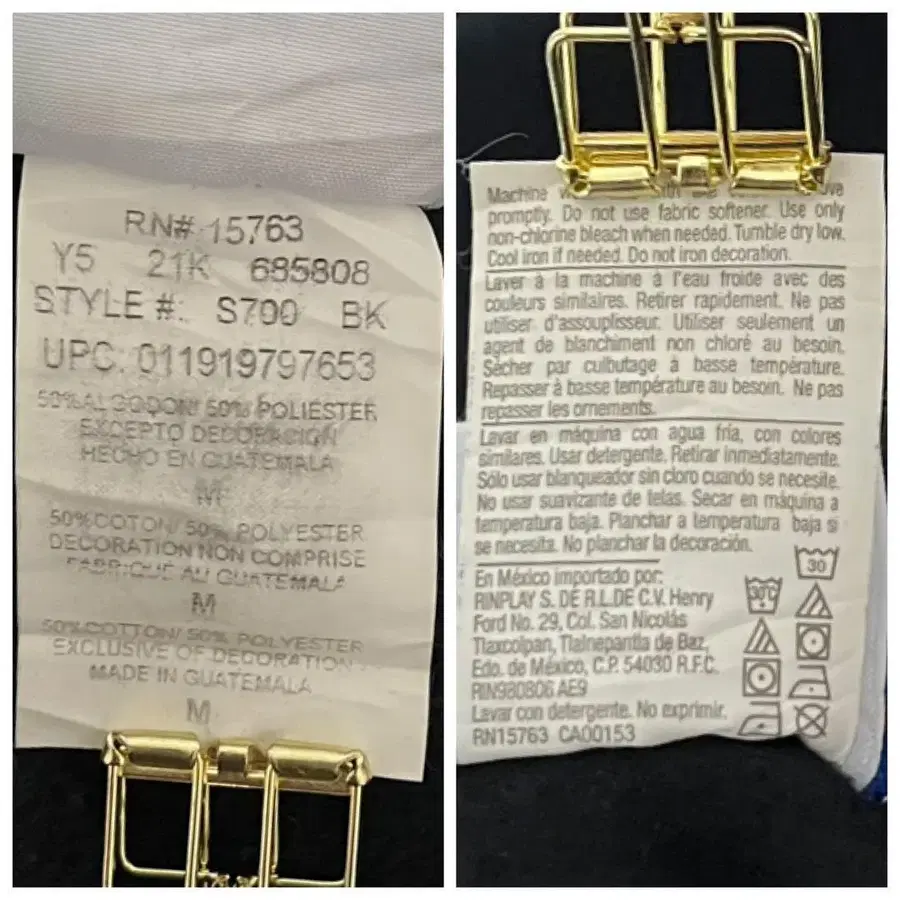 RN# 15763
Y5 21K 685808
STYLE #: S700 BK
UPC: 011919797653
50%ALGODON/ 50% POLIESTER
EXCEPTO DECORACION
HECHO EN GUATEMALA
M
50%COTON/ 50% POLYESTER
DECORATION NON COMPRISE
FABRIQUÉ AU GUATEMALA
M
50%COTTON/ 50% POLYESTER
EXCLUSIVE OF DECORATION
MADE IN GUATEMALA
M
Machine
promptly. Do not use fabric softener. Use only
non-chlorine bleach when needed. Tumble dry low.
Cool iron if needed. Do not iron decoration.
Laver à la machine à l'eau froide avec des
couleurs similaires. Retirer rapidement. Ne pas
utiliser d'assouplisseur. Utiliser seulement un
agent de blanchiment non chloré au besoin.
Sécher par culbutage à basse température.
Repasser à basse température au besoin. Ne pas
repasser les ornements.
Lavar en máquina con agua fría, con colores
similares. Usar detergente. Retirar inmediatamente.
Sólo usar blanqueador sin cloro cuando se necesite.
No usar suavizante de telas. Secar en máquina a
temperatura baja. Planchar a temperatura baja si
se necesita. No planchar la decoración.
En México importado por:
RINPLAY S. DE R.L.DE C.V. Henry
Ford No. 29, Col. San Nicolás
Tlaxcolpan, Tlalnepantla de Baz,
Edo. de México, C.P. 54030 R.F.C.
RIN980806 AE9
Lavar con detergente. No exprimir.
RN15763 CA00153
30°C
30